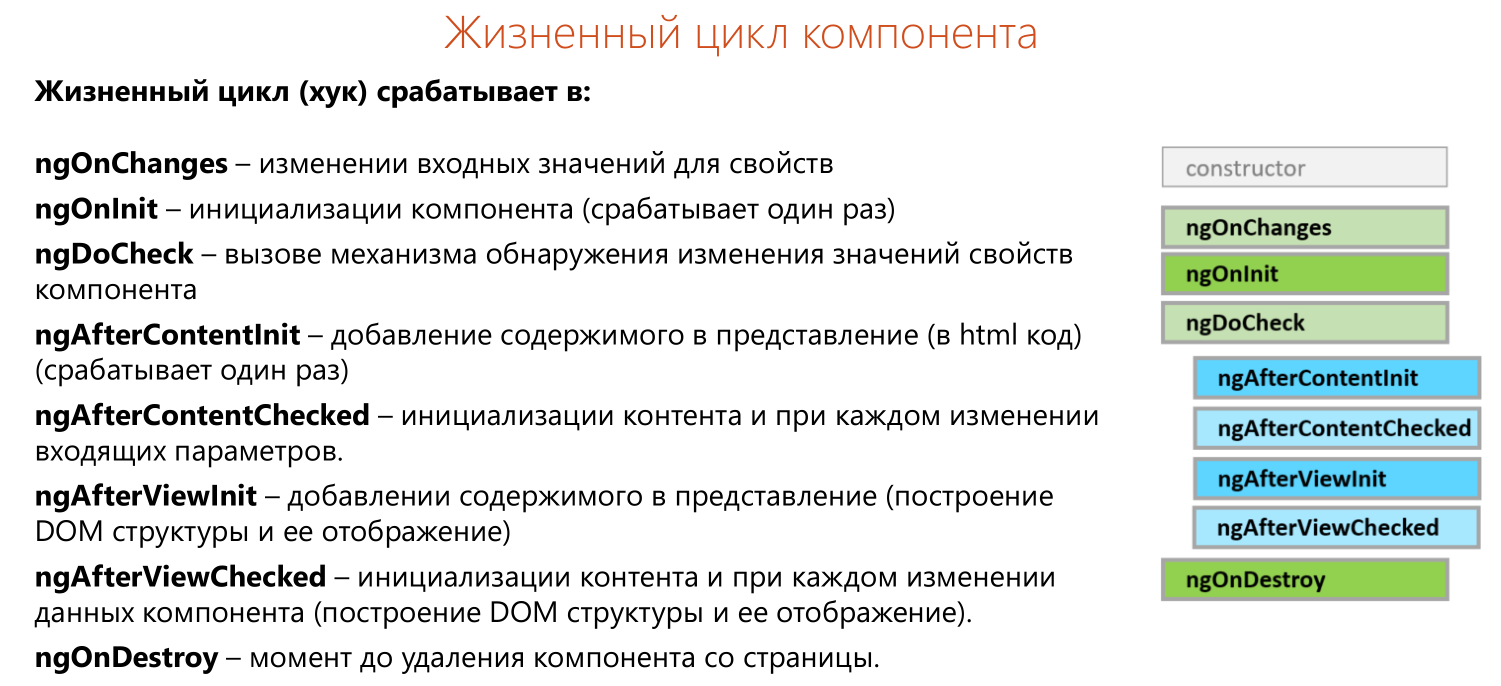 Жизненный цикл компонента
Жизненный цикл (хук) срабатывает в:
ngOnChanges – изменении входных значений для свойств
ngOnInit – инициализации компонента (срабатывает один раз)
ngDoCheck – вызове механизма обнаружения изменения значений свойств
компонента
ngAfterContentInit – добавление содержимого в представление (в html код)
(срабатывает один раз)
ngAfterContentChecked – инициализации контента и при каждом изменении
входящих параметров.
ngAfterViewInit – добавлении содержимого в представление (построение
DOM структуры и ее отображение)
ngAfterViewChecked – инициализации контента и при каждом изменении
данных компонента (построение DOM структуры и ее отображение).
ngOnDestroy – момент до удаления компонента со страницы.
constructor
ngOnChanges
ngOnInit
ngDoCheck
ngAfterContentInit
ngAfterContentChecked
ngAfterViewInit
ngAfterViewChecked
ngOnDestroy